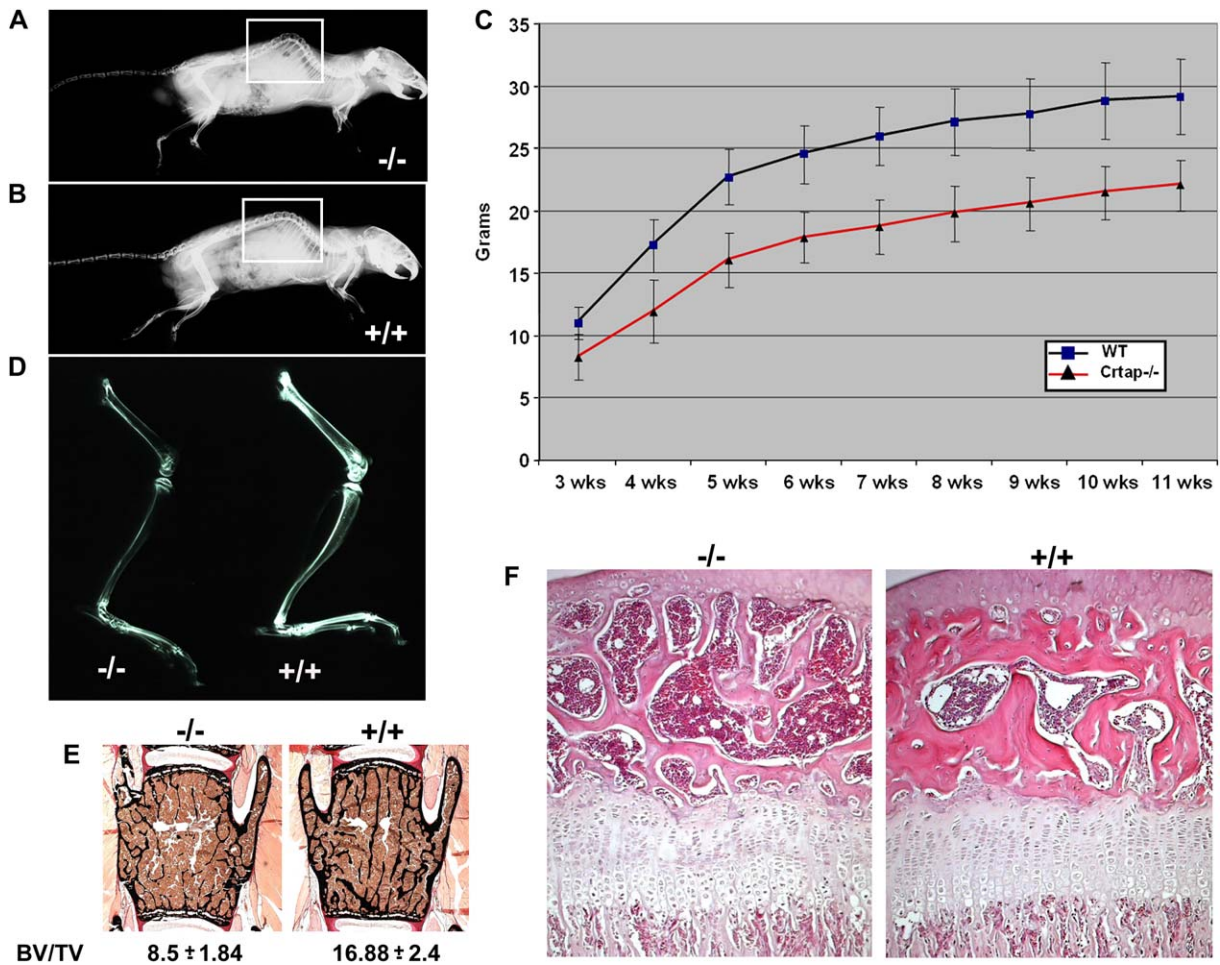 A
-/-
B
+/+
C
35
30
25
20
15
10
5
0
Grams
WT
Crtap-/-
3 wks 4 wks 5 wks 6 wks 7 wks 8 wks 9 wks 10 wks 11 wks
D
-/- +/+
E
-/- +/+
BV/TV 8.5 ± 1.84 16.88 ± 2.4
F
-/- +/+